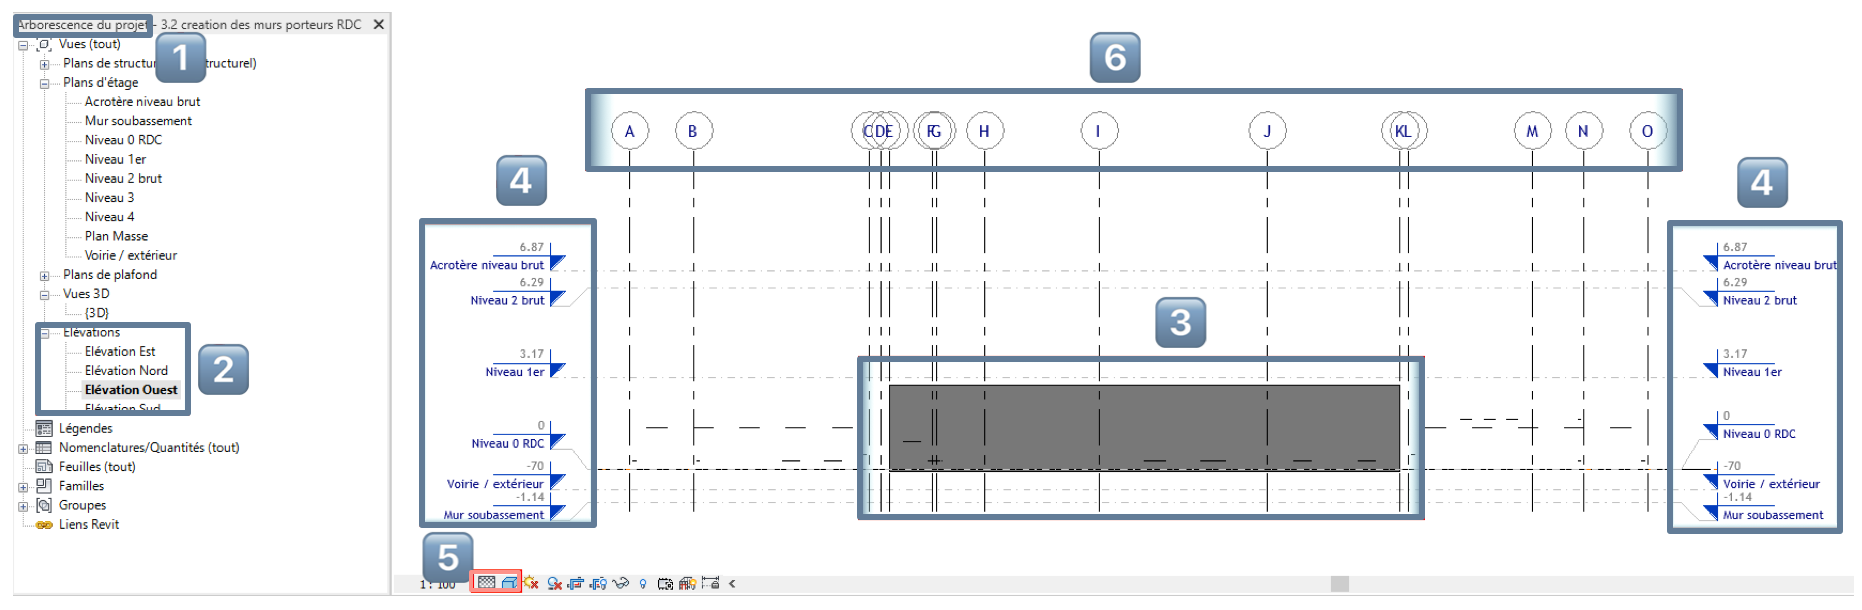 Arborescence du projet - 3.2 creation des murs porteurs RDC
1
Vues (tout)
Plans de structur tructurel)
Plans d'étage
Acrotère niveau brut
Mur soubassement
Niveau 0 RDC
Niveau 1er
Niveau 2 brut
Niveau 3
Niveau 4
Plan Masse
Voirie / extérieur
Plans de plafond
Vues 3D
{3D}
Elévations
Elévation Est
Elévation Nord
Elévation Ouest
Elévation Sud
2
Légendes
Nomenclatures/Quantités (tout)
Feuilles (tout)
Familles
Groupes
Liens Revit
6
A B C D E F G H I J K L M N O
4
6.87
Acrotère niveau brut
6.29
Niveau 2 brut
3.17
Niveau 1er
0
Niveau 0 RDC
-70
Voirie / extérieur
-1.14
Mur soubassement
3
4
6.87
Acrotère niveau brut
6.29
Niveau 2 brut
3.17
Niveau 1er
0
Niveau 0 RDC
-70
Voirie / extérieur
-1.14
Mur soubassement
5
1 : 100